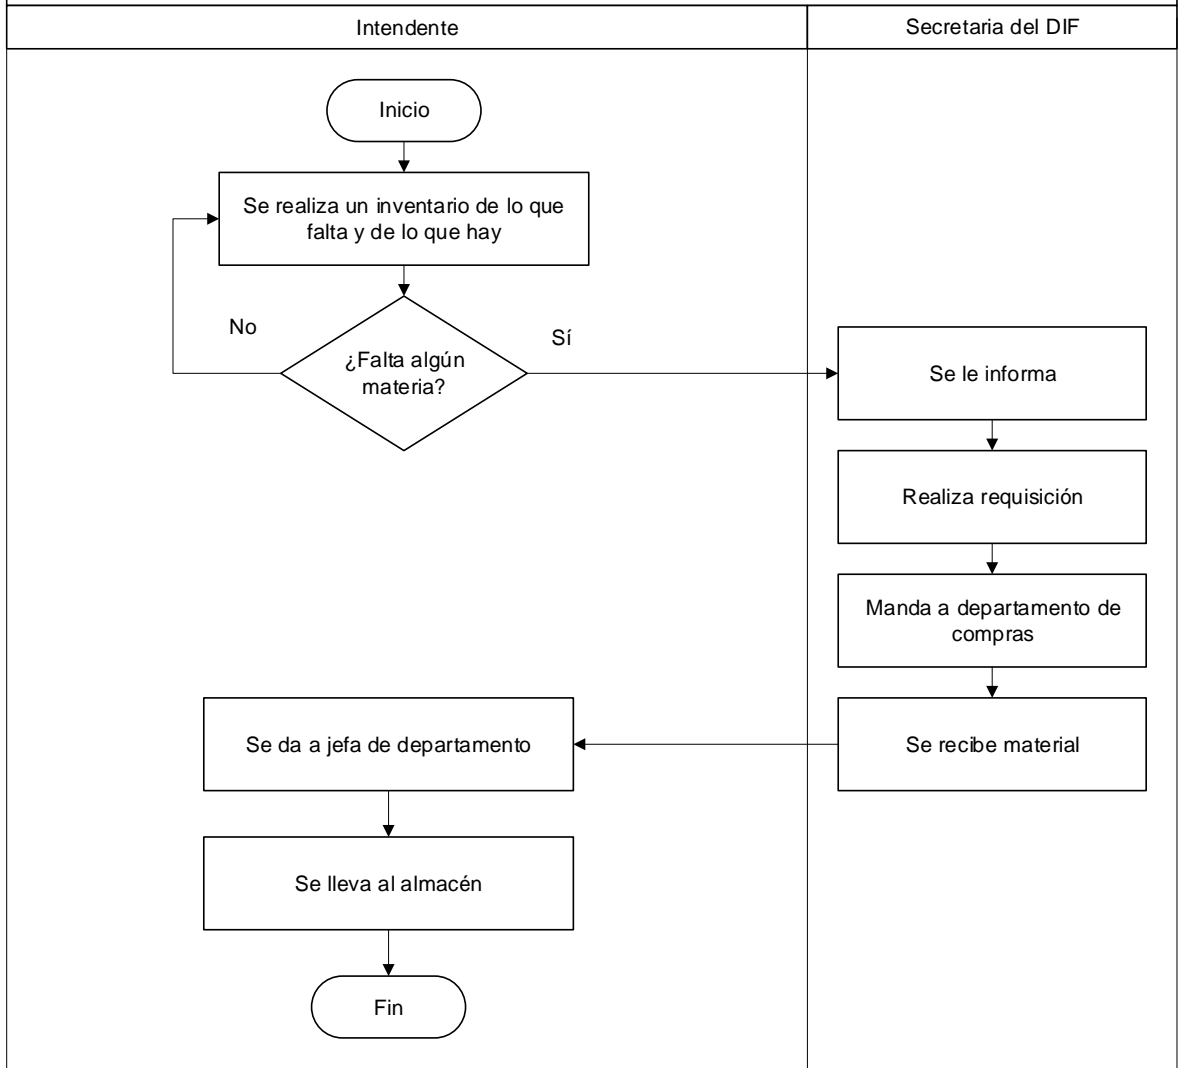 Intendente
Secretaria del DIF
Inicio
Se realiza un inventario de lo que
falta y de lo que hay
No
Sí
¿Falta algún
materia?
Se le informa
Realiza requisición
Manda a departamento de
compras
Se da a jefa de departamento
Se recibe material
Se lleva al almacén
Fin